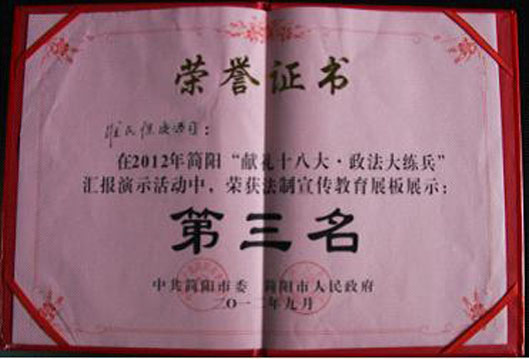 荣誉证书
在2012年简阳“献礼十八大·政法大练兵”
汇报演示活动中，荣获法制宣传教育展板展示：
第三名
中共简阳市委 简阳市人民政府
二〇一二年九月